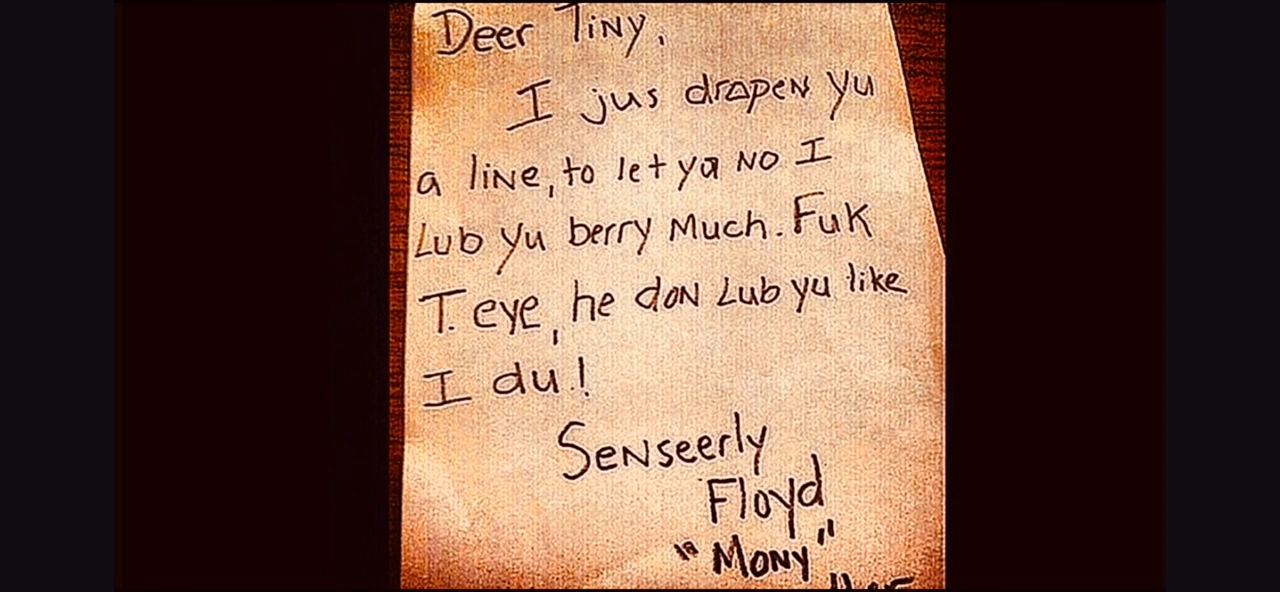 Deer Tiny,
I jus drapen yu
a line, to let ya no I
Lub yu berry Much. Fuk
T. eye, he don Lub yu like
I du!
Senseerly
Floyd
"Mony"